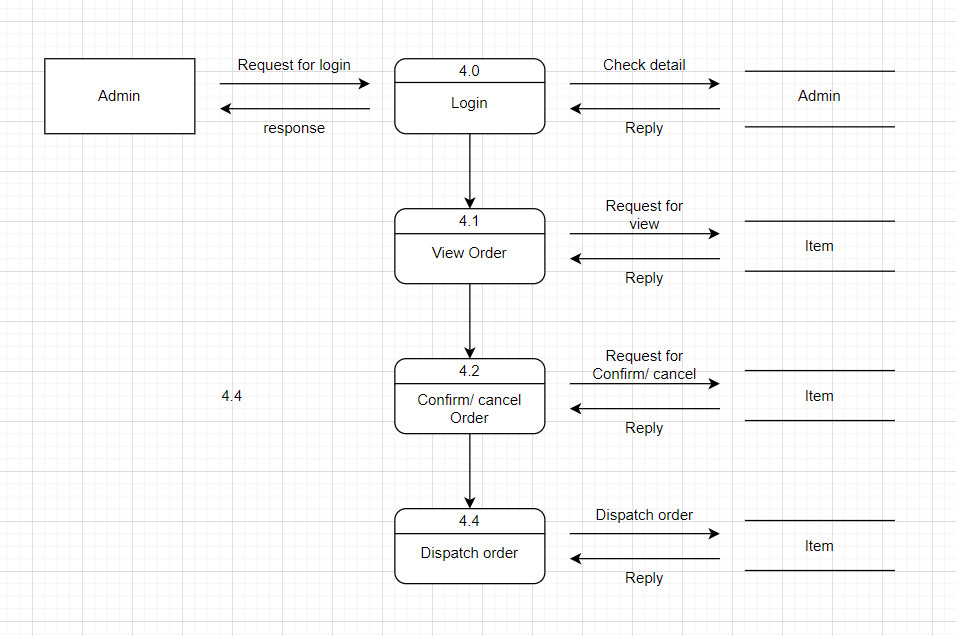 Request for login
4.0
Check detail
Admin
Login
Admin
response
Reply
Request for
view
4.1
View Order
Item
Reply
Request for
Confirm/ cancel
4.2
4.4
Confirm/ cancel
Order
Item
Reply
Dispatch order
4.4
Dispatch order
Item
Reply